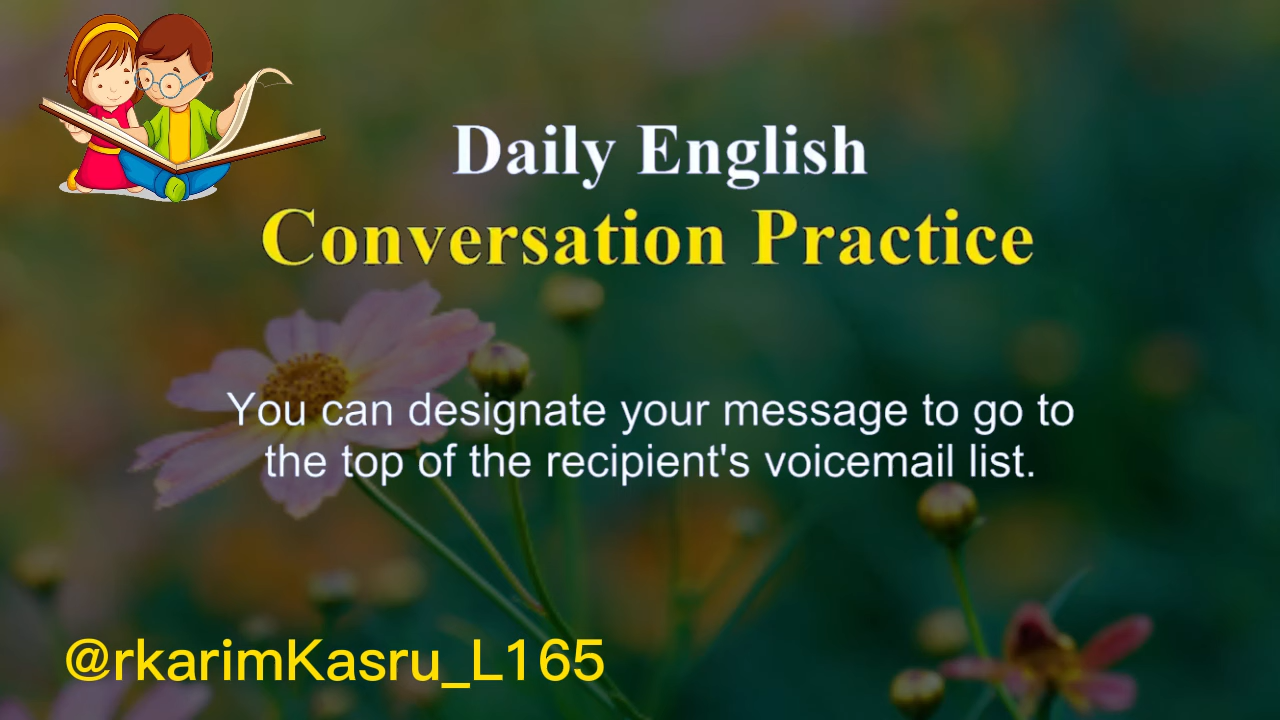 Daily English
Conversation Practice
You can designate your message to go to
the top of the recipient's voicemail list.
@rkarimKasru_L165